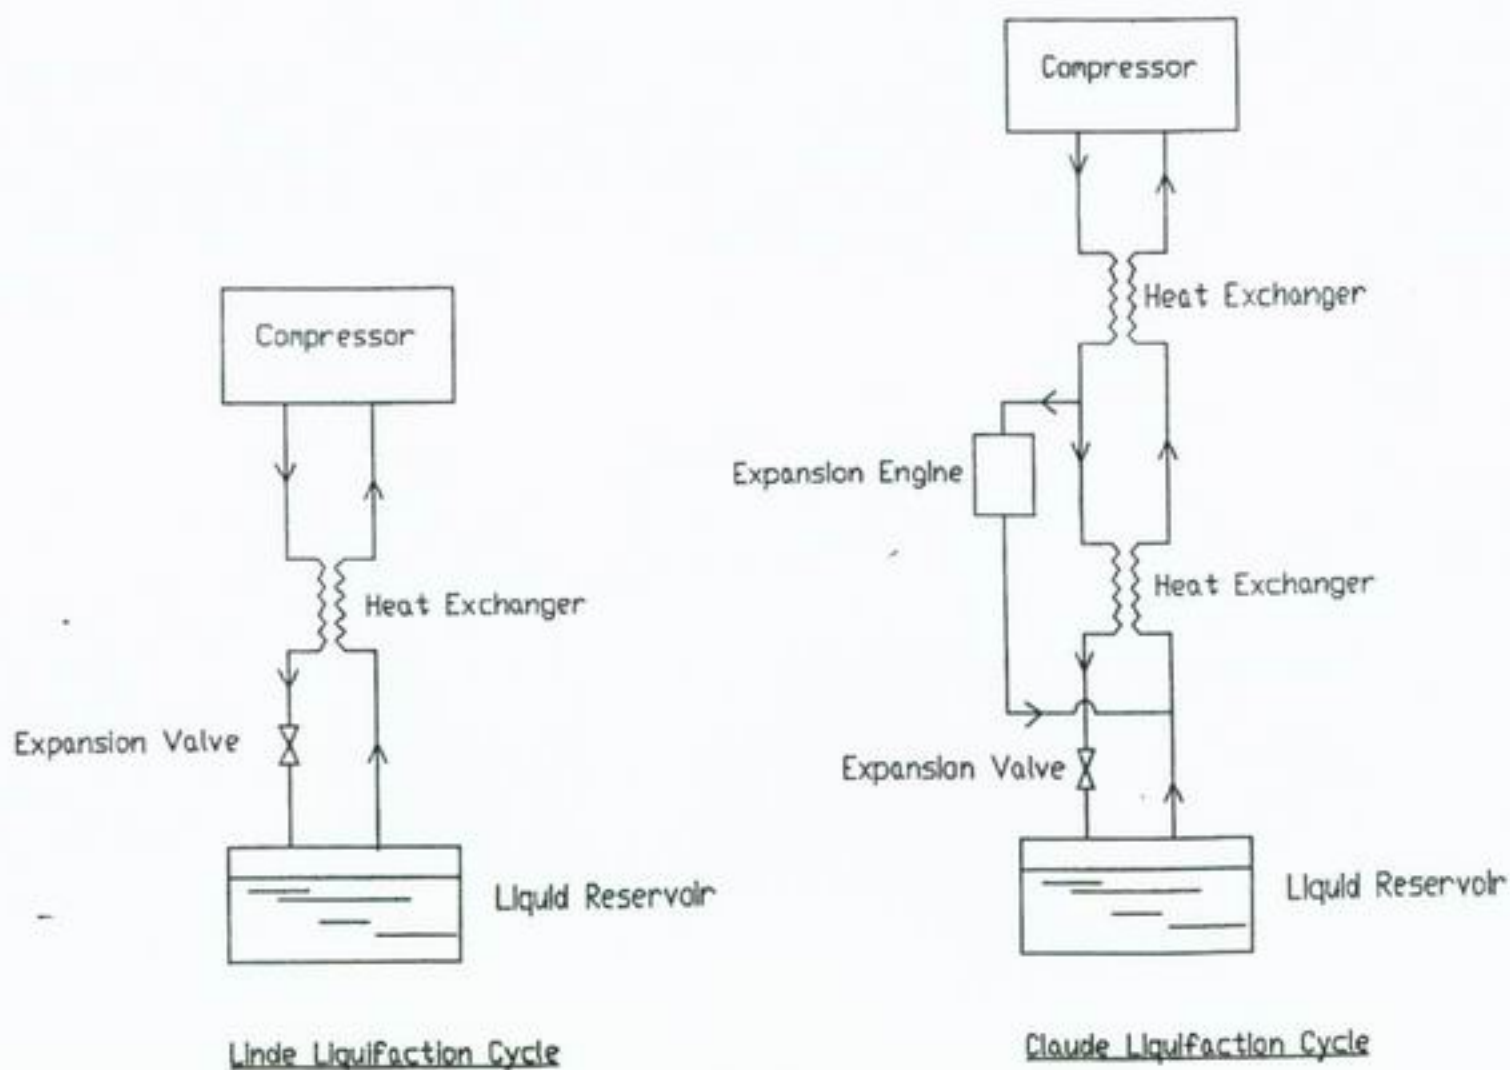 Compressor
Heat Exchanger
Expansion Valve
Liquid Reservoir
Linde Liquifaction Cycle
Compressor
Heat Exchanger
Expansion Engine
Heat Exchanger
Expansion Valve
Liquid Reservoir
Claude Liquifaction Cycle